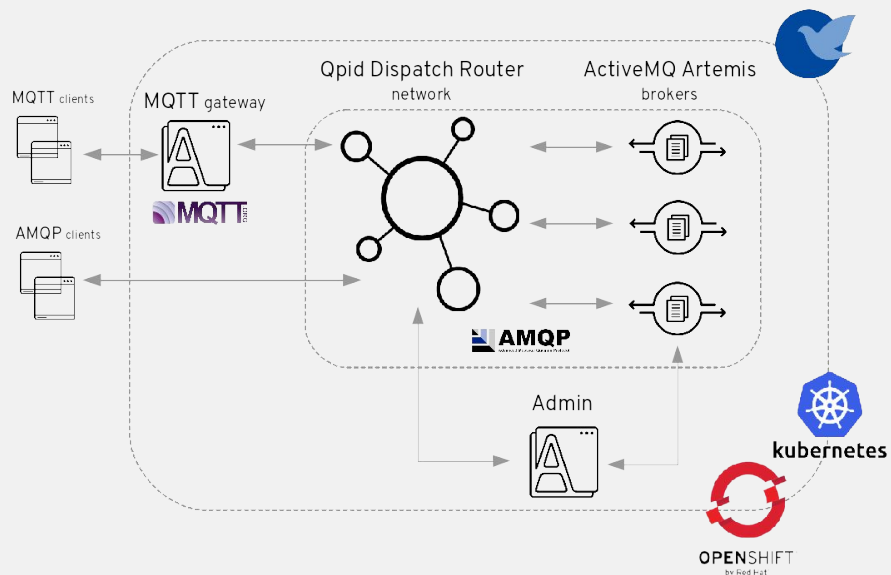 Qpid Dispatch Router
network
ActiveMQ Artemis
brokers
MQTT clients
MQTT gateway
MQTT
.ORG
AMQP clients
AMQP
Admin
kubernetes
OPENSHIFT
by Red Hat